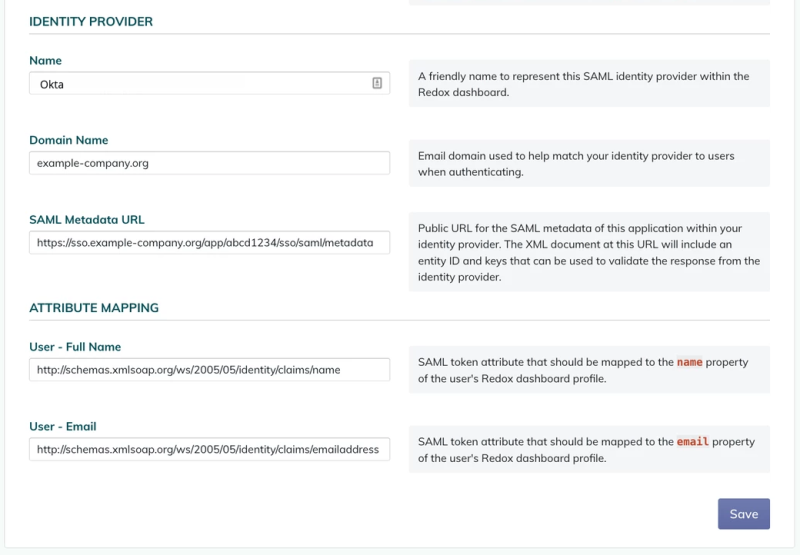 IDENTITY PROVIDER
Name
Okta
A friendly name to represent this SAML identity provider within the
Redox dashboard.
Domain Name
example-company.org
Email domain used to help match your identity provider to users
when authenticating.
SAML Metadata URL
https://sso.example-company.org/app/abcd1234/sso/saml/metadata
Public URL for the SAML metadata of this application within your
identity provider. The XML document at this URL will include an
entity ID and keys that can be used to validate the response from the
identity provider.
ATTRIBUTE MAPPING
User - Full Name
http://schemas.xmlsoap.org/ws/2005/05/identity/claims/name
SAML token attribute that should be mapped to the name property
of the user's Redox dashboard profile.
User - Email
http://schemas.xmlsoap.org/ws/2005/05/identity/claims/emailaddress
SAML token attribute that should be mapped to the email property
of the user's Redox dashboard profile.
Save